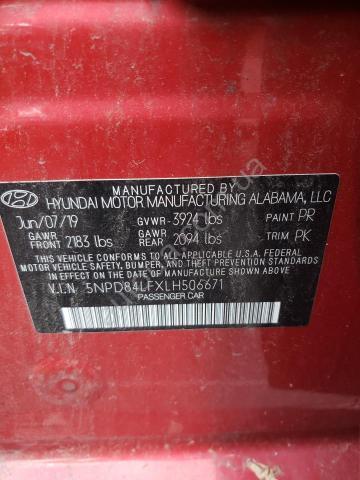 MANUFACTURED BY
HYUNDAI MOTOR MANUFACTURING ALABAMA, LLC
Jun/07/19 GVWR-3924 lbs PAINT PR
GAWR FRONT 2183 lbs GAWR REAR 2094 lbs TRIM PK
THIS VEHICLE CONFORMS TO ALL APPLICABLE U.S.A. FEDERAL
MOTOR VEHICLE SAFETY, BUMPER, AND THEFT PREVENTION STANDARDS
IN EFFECT ON THE DATE OF MANUFACTURE SHOWN ABOVE.
V.I.N. 5NPD84LFXLH506671
PASSENGER CAR